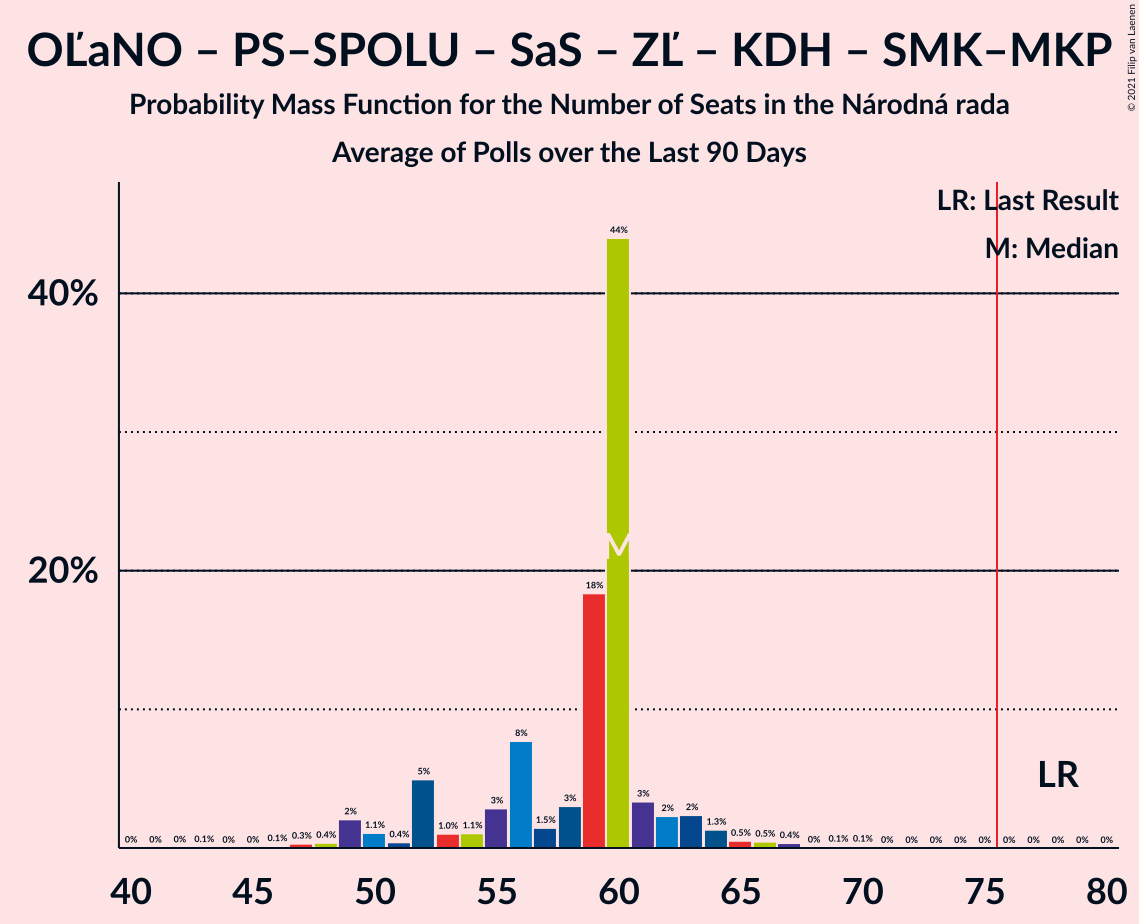 OĽaNO – PS–SPOLU – SaS – ZĽ – KDH – SMK–MKP
Probability Mass Function for the Number of Seats in the Národná rada
Average of Polls over the Last 90 Days
© 2021 Filip van Laenen
LR: Last Result
M: Median
40%
20%
0% 0% 0% 0.1% 0% 0% 0.1% 0.3% 0.4% 2% 1.1% 0.4% 5% 1.0% 1.1% 3% 8% 1.5% 3% 18% 44% 3% 2% 2% 1.3% 0.5% 0.5% 0.4% 0% 0.1% 0.1% 0% 0% 0% 0% 0% 0% 0% 0% 0% 0%
M
LR
40 45 50 55 60 65 70 75 80